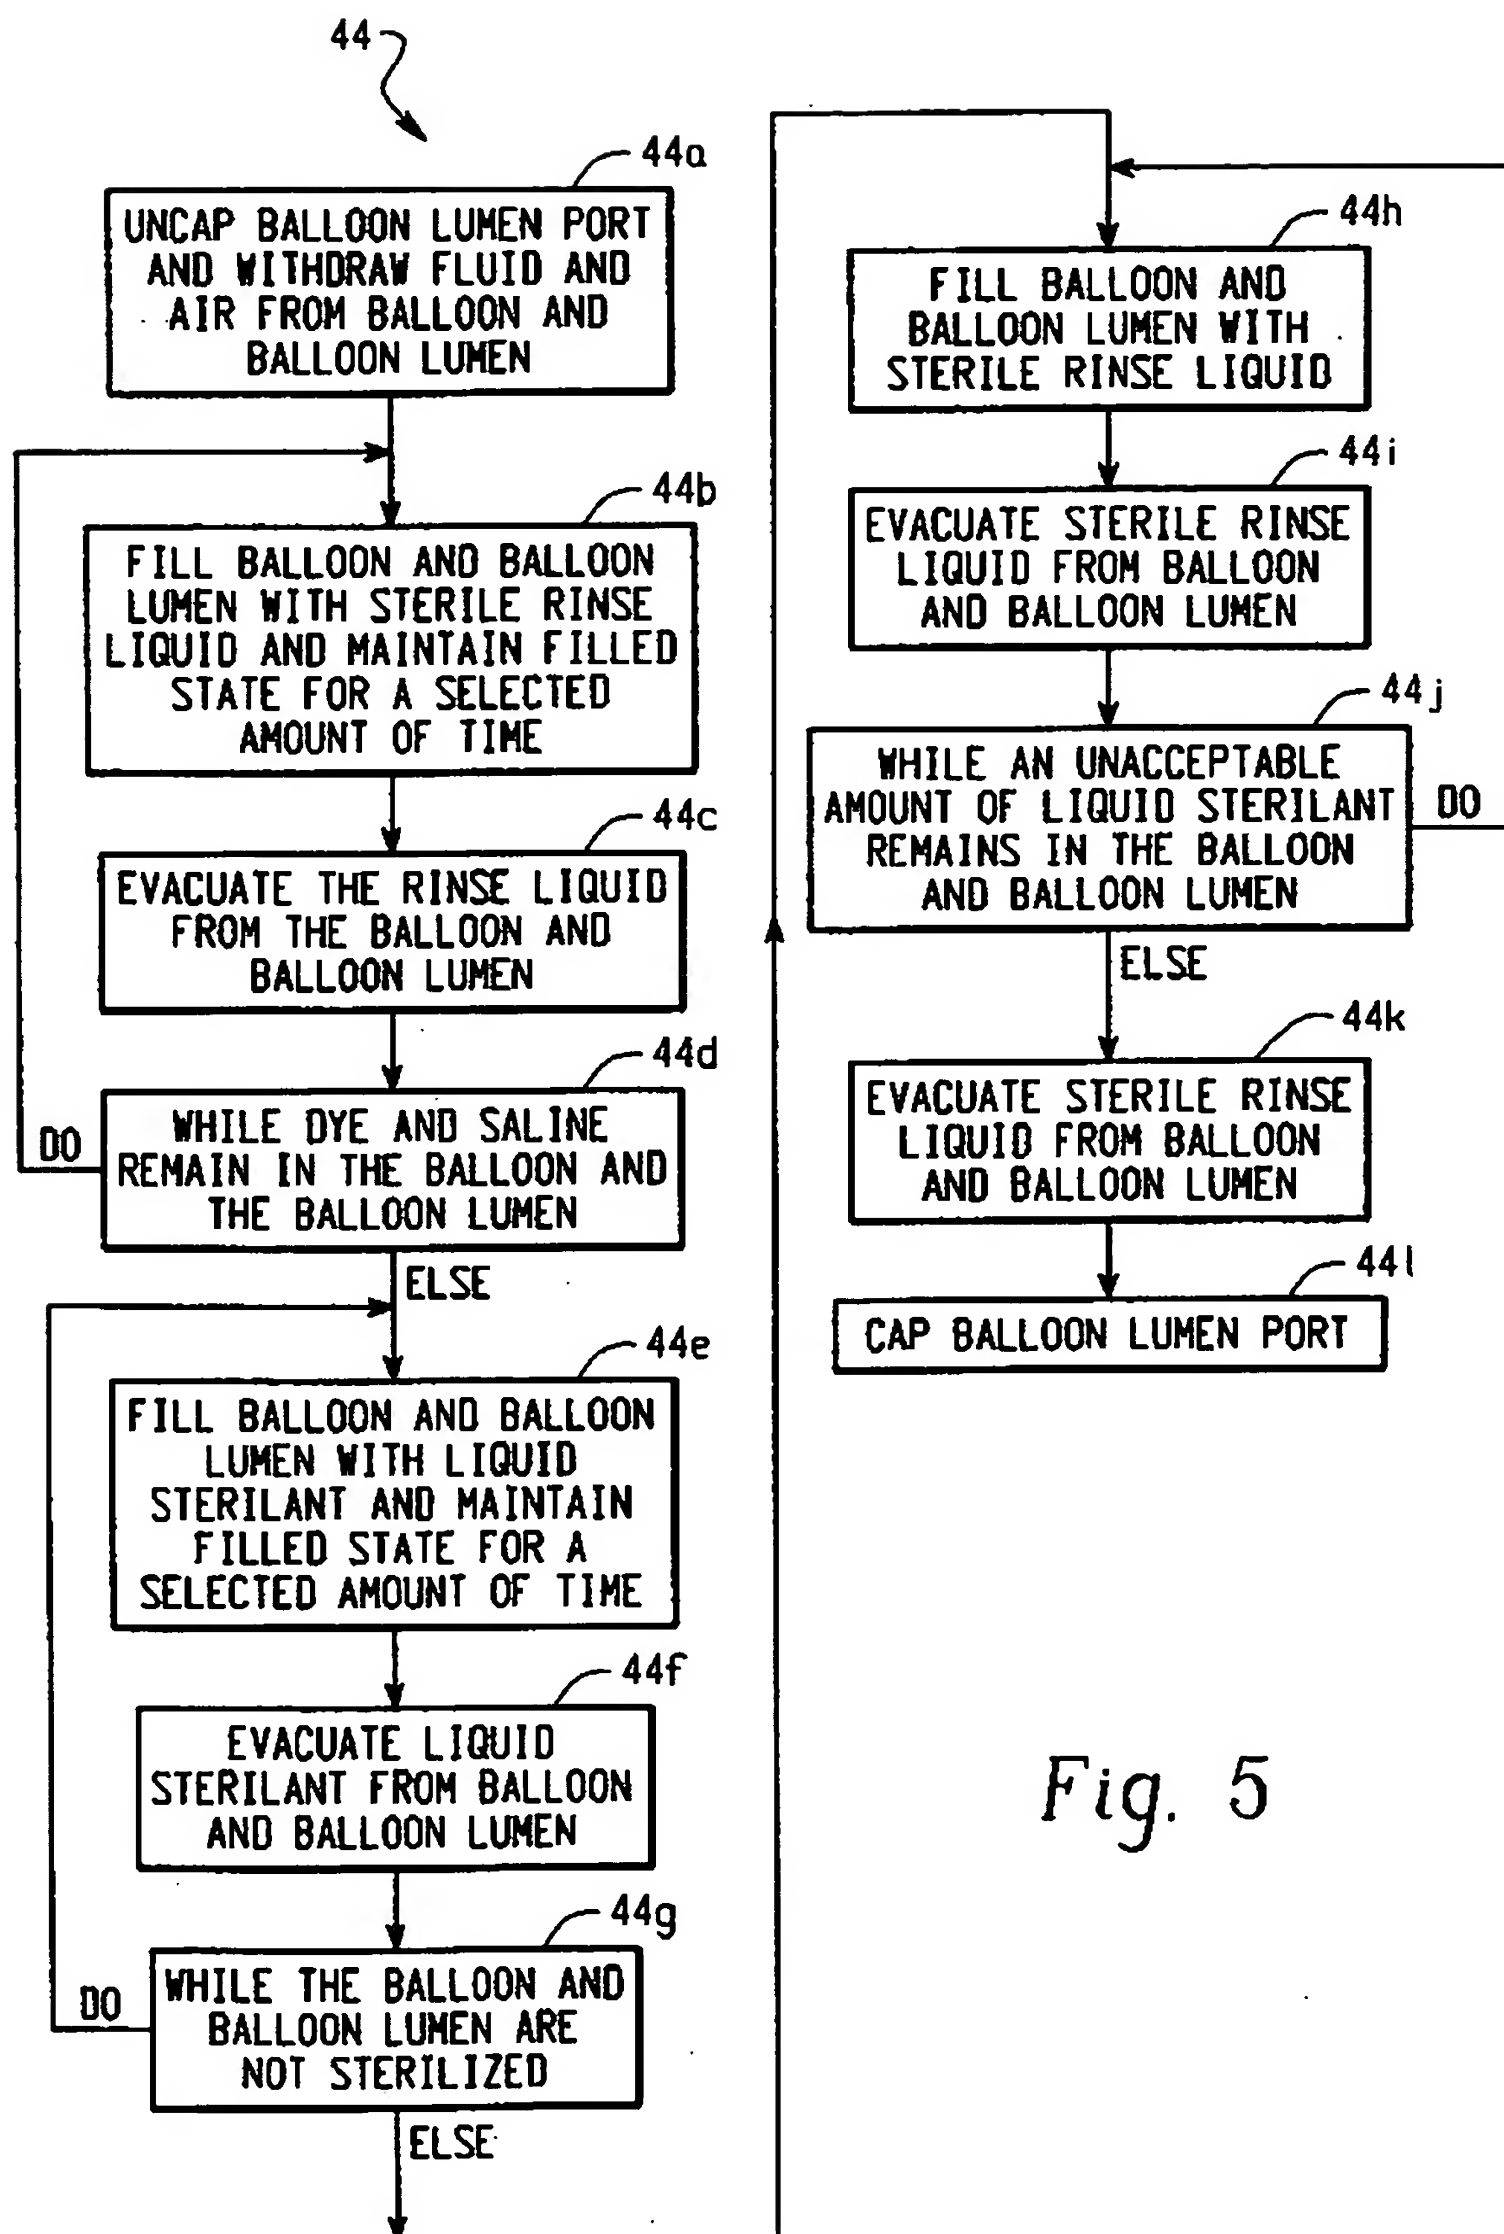 44
44a
UNCAP BALLOON LUMEN PORT
AND WITHDRAW FLUID AND
AIR FROM BALLOON AND
BALLOON LUMEN
44b
FILL BALLOON AND BALLOON
LUMEN WITH STERILE RINSE
LIQUID AND MAINTAIN FILLED
STATE FOR A SELECTED
AMOUNT OF TIME
44c
EVACUATE THE RINSE LIQUID
FROM THE BALLOON AND
BALLOON LUMEN
44d
WHILE DYE AND SALINE
REMAIN IN THE BALLOON AND
THE BALLOON LUMEN
DO
ELSE
44e
FILL BALLOON AND BALLOON
LUMEN WITH LIQUID
STERILANT AND MAINTAIN
FILLED STATE FOR A
SELECTED AMOUNT OF TIME
44f
EVACUATE LIQUID
STERILANT FROM BALLOON
AND BALLOON LUMEN
44g
WHILE THE BALLOON AND
BALLOON LUMEN ARE
NOT STERILIZED
DO
ELSE
44h
FILL BALLOON AND
BALLOON LUMEN WITH
STERILE RINSE LIQUID
44i
EVACUATE STERILE RINSE
LIQUID FROM BALLOON
AND BALLOON LUMEN
44j
WHILE AN UNACCEPTABLE
AMOUNT OF LIQUID STERILANT
REMAINS IN THE BALLOON
AND BALLOON LUMEN
DO
ELSE
44k
EVACUATE STERILE RINSE
LIQUID FROM BALLOON
AND BALLOON LUMEN
44l
CAP BALLOON LUMEN PORT
Fig. 5